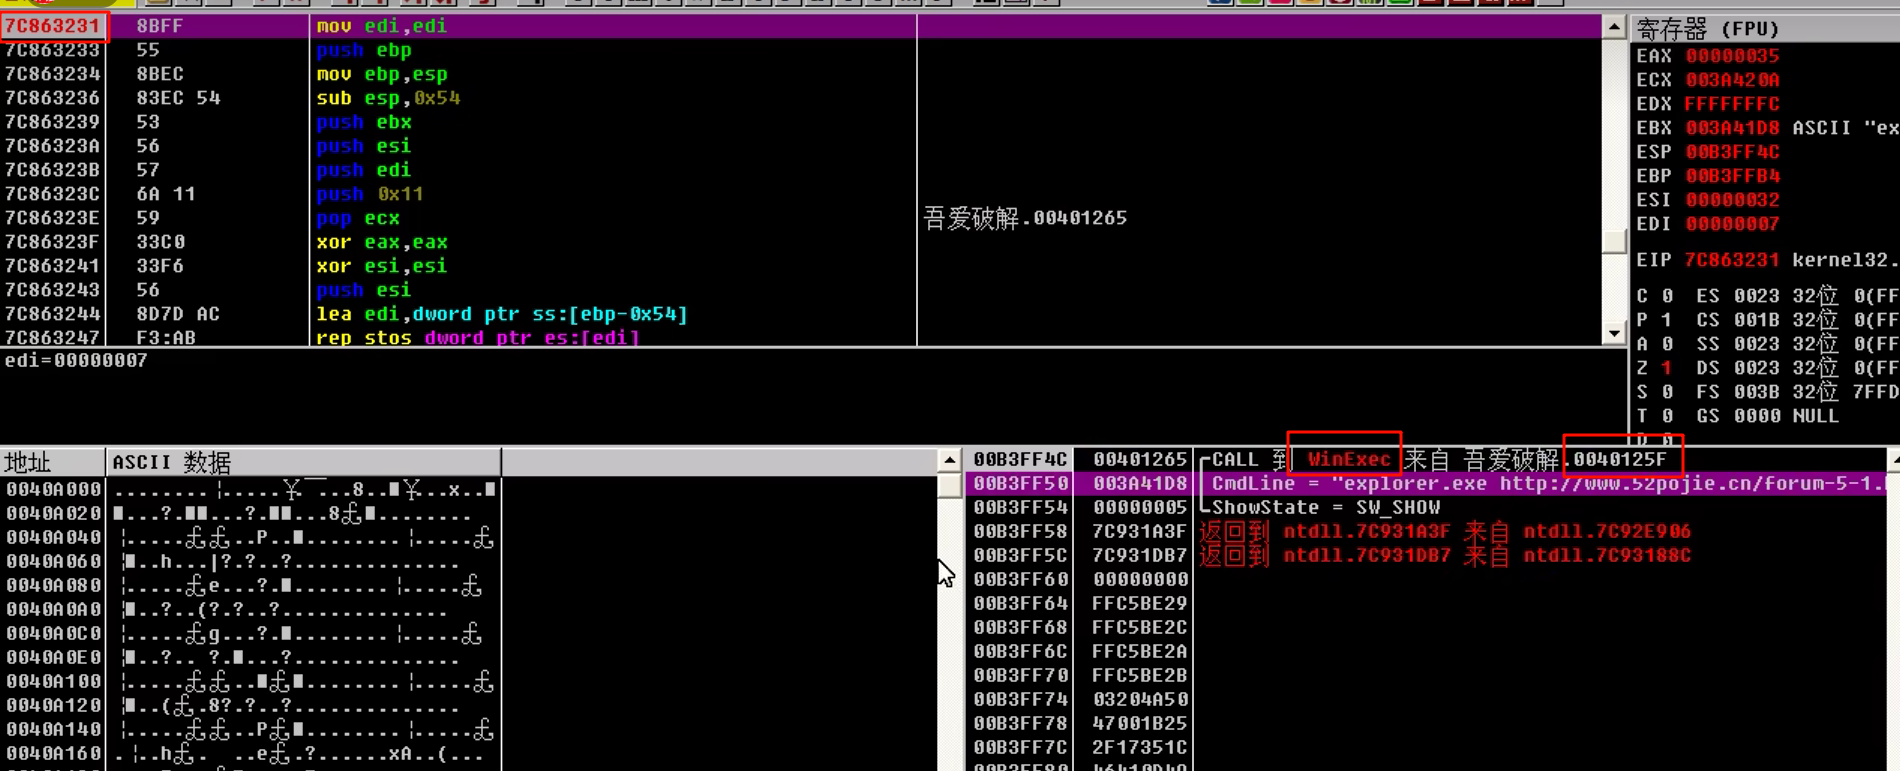 7C863231 8BFF mov edi,edi
7C863233 55 push ebp
7C863234 8BEC mov ebp,esp
7C863236 83EC 54 sub esp,0x54
7C863239 53 push ebx
7C86323A 56 push esi
7C86323B 57 push edi
7C86323C 6A 11 push 0x11
7C86323E 59 pop ecx 吾爱破解.00401265
7C86323F 33C0 xor eax,eax
7C863241 33F6 xor esi,esi
7C863243 56 push esi
7C863244 8D7D AC lea edi,dword ptr ss:[ebp-0x54]
7C863247 F3:AB rep stos dword ptr es:[edi]
edi=00000007
寄存器 (FPU)
EAX 00000035
ECX 003A420A
EDX FFFFFFFC
EBX 003A41D8 ASCII "ex
ESP 00B3FF4C
EBP 00B3FFB4
ESI 00000032
EDI 00000007
EIP 7C863231 kernel32.
C 0 ES 0023 32位 0(FF
P 1 CS 001B 32位 0(FF
A 0 SS 0023 32位 0(FF
Z 1 DS 0023 32位 0(FF
S 0 FS 003B 32位 7FFD
T 0 GS 0000 NULL
D 0
地址 ASCII 数据
0040A000
0040A020
0040A040
0040A060
0040A080
0040A0A0
0040A0C0
0040A0E0
0040A100
0040A120
0040A140
0040A160
00B3FF4C 00401265 CALL 到 WinExec 来自 吾爱破解.0040125F
00B3FF50 003A41D8 CmdLine = "explorer.exe http://www.52pojie.cn/forum-5-1.
00B3FF54 00000005 ShowState = SW_SHOW
00B3FF58 7C931A3F 返回到 ntdll.7C931A3F 来自 ntdll.7C92E906
00B3FF5C 7C931DB7 返回到 ntdll.7C931DB7 来自 ntdll.7C93188C
00B3FF60 00000000
00B3FF64 FFC5BE29
00B3FF68 FFC5BE2C
00B3FF6C FFC5BE2A
00B3FF70 FFC5BE2B
00B3FF74 03204A50
00B3FF78 47001B25
00B3FF7C 2F17351C